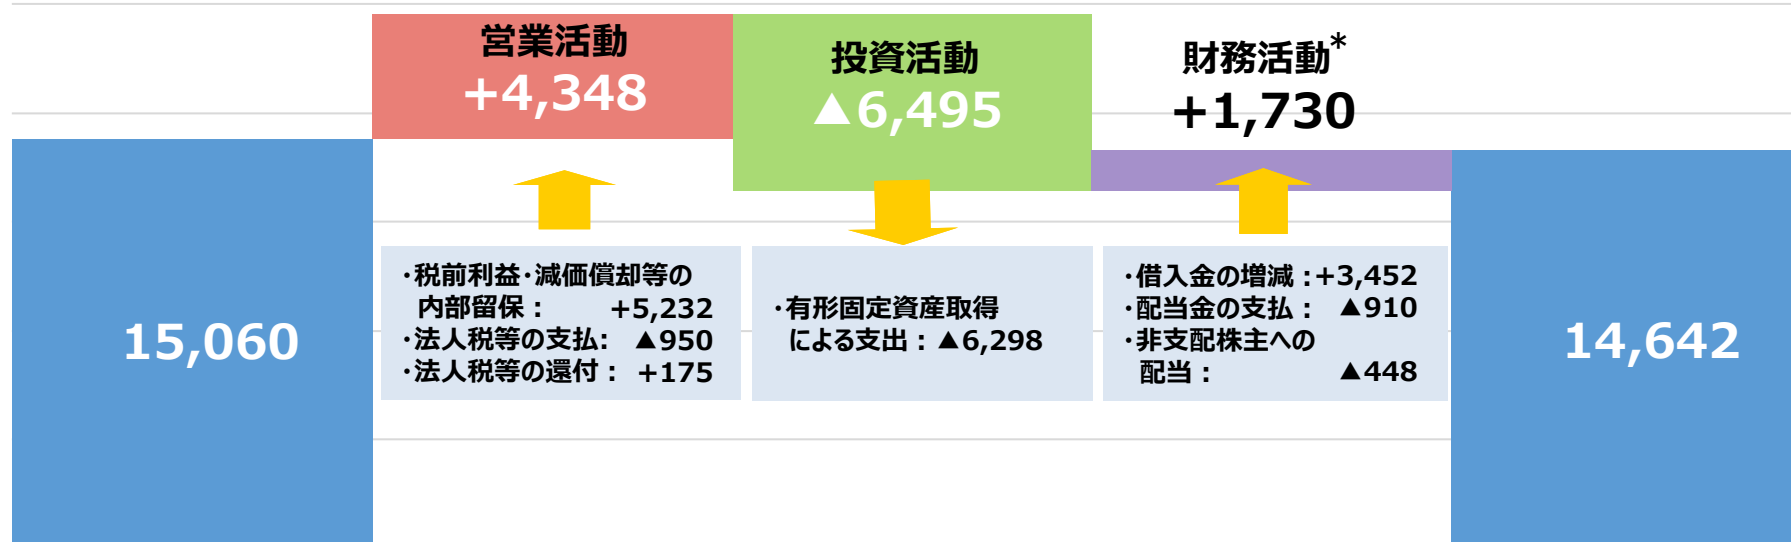 営業活動
+4,348
投資活動
▲6,495
財務活動*
+1,730
15,060
・税前利益・減価償却等の
内部留保： +5,232
・法人税等の支払: ▲950
・法人税等の還付： +175
・有形固定資産取得
による支出：▲6,298
・借入金の増減：+3,452
・配当金の支払： ▲910
・非支配株主への
配当： ▲448
14,642